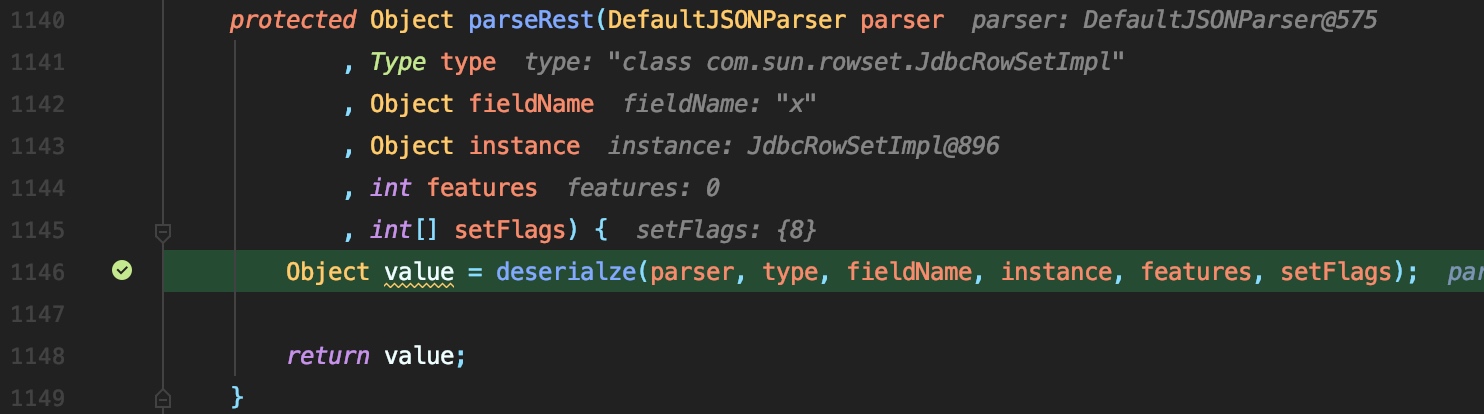 1140 protected Object parseRest(DefaultJSONParser parser parser: DefaultJSONParser@575
1141 , Type type type: "class com.sun.rowset.JdbcRowSetImpl"
1142 , Object fieldName fieldName: "x"
1143 , Object instance instance: JdbcRowSetImpl@896
1144 , int features features: 0
1145 , int[] setFlags) { setFlags: {8}
1146 Object value = deserialze(parser, type, fieldName, instance, features, setFlags); par
1147
1148 return value;
1149 }